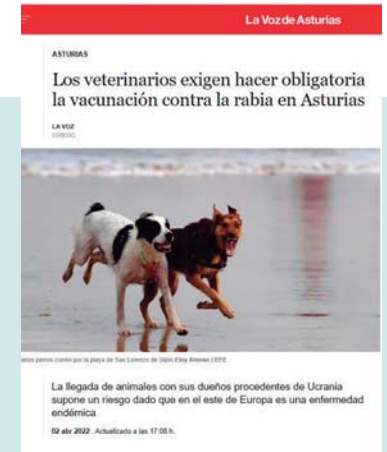 La Voz de Asturias
ASTURIAS
Los veterinarios exigen hacer obligatoria
la vacunación contra la rabia en Asturias
LA VOZ
OVIEDO
perros corren por la playa de San Lorenzo de Gijón Eloy Alonso | EFE
La llegada de animales con sus dueños procedentes de Ucrania
supone un riesgo dado que en el este de Europa es una enfermedad
endémica
02 abr 2022 . Actualizado a las 17:08 h.